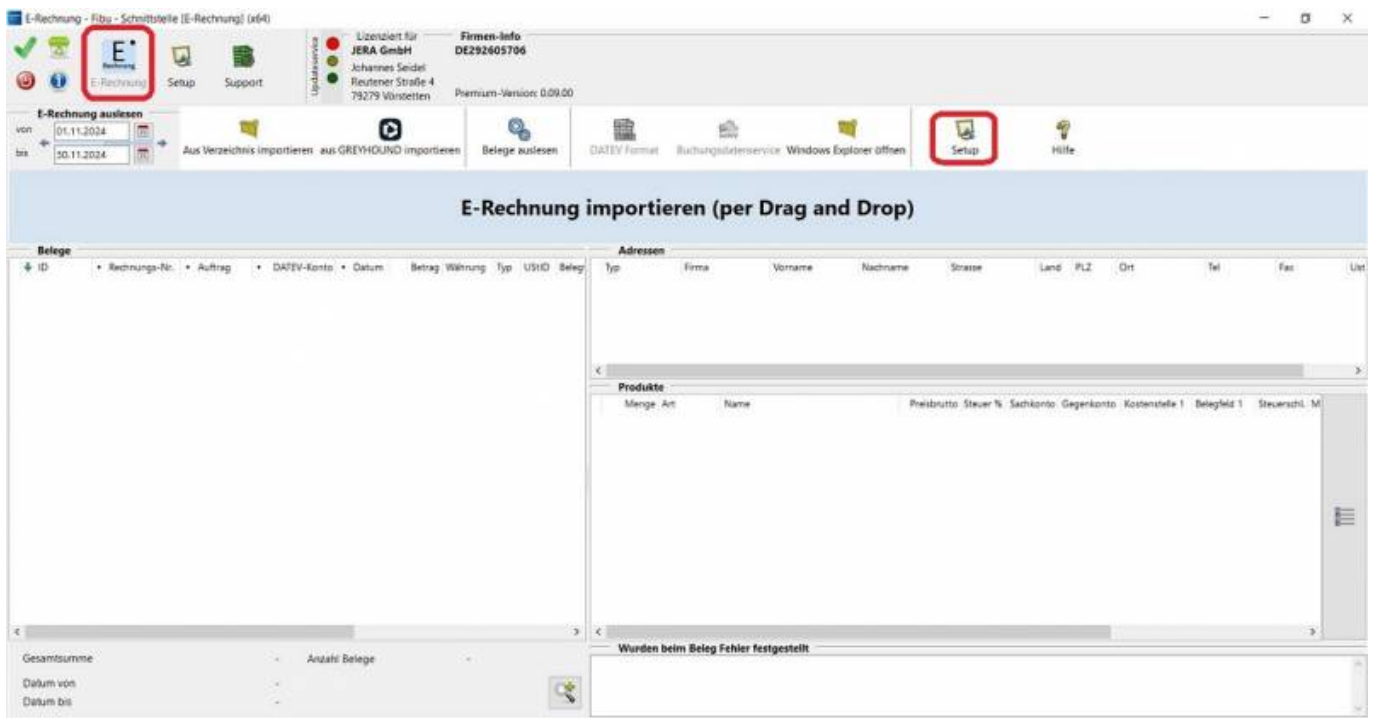 E-Rechnung - Fibu - Schnittstelle [E-Rechnung] (x64)
E
Rechnung
E-Rechnung
Setup
Support
Updateservice
Lizenziert für
JERA GmbH
Johannes Seidel
Reutener Straße 4
79279 Vörstetten
Firmen-Info
DE292605706
Premium-Version: 0.09.00
E-Rechnung auslesen
von 01.11.2024
bis 30.11.2024
Aus Verzeichnis importieren
aus GREYHOUND importieren
Belege auslesen
DATEV Format
Buchungsdatenservice
Windows Explorer öffnen
Setup
Hilfe
E-Rechnung importieren (per Drag and Drop)
Belege
ID • Rechnungs-Nr. • Auftrag • DATEV-Konto • Datum Betrag Währung Typ UStID Beleg
Adressen
Typ Firma Vorname Nachname Strasse Land PLZ Ort Tel Fax Ust
Produkte
Menge Art Name Preisbrutto Steuer % Sachkonto Gegenkonto Kostenstelle 1 Belegfeld 1 Steuerschl. M
Gesamtsumme - Anzahl Belege -
Datum von -
Datum bis -
Wurden beim Beleg Fehler festgestellt